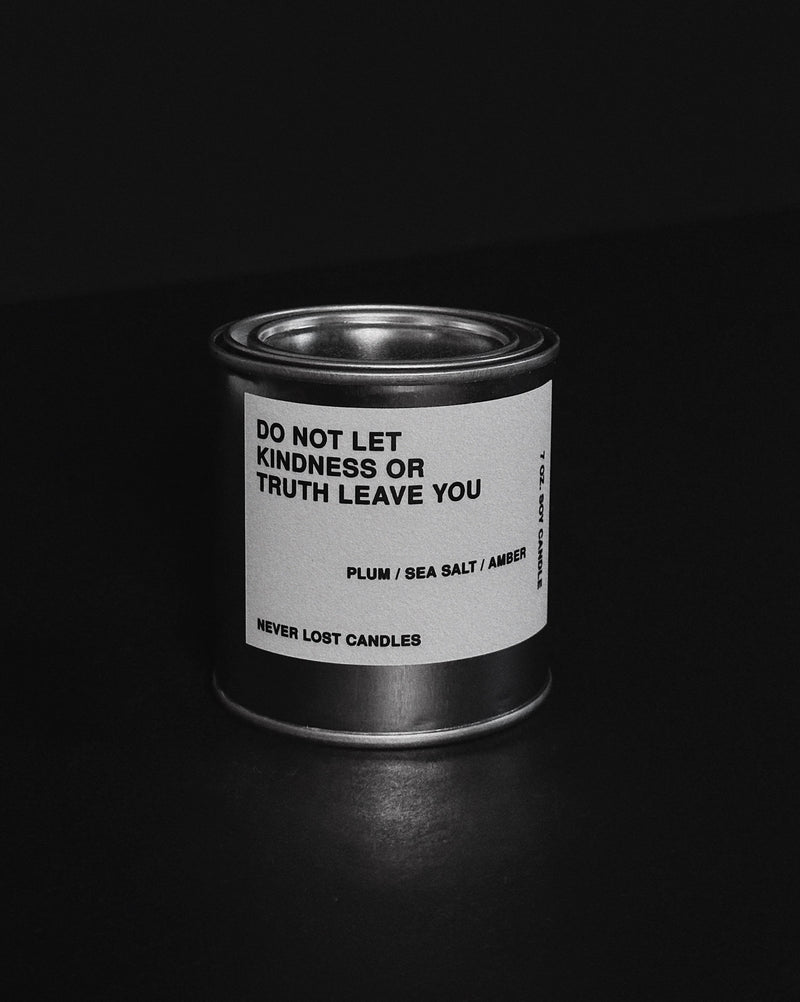 DO NOT LET
KINDNESS OR
TRUTH LEAVE YOU
PLUM / SEA SALT / AMBER
NEVER LOST CANDLES
7 OZ. SOY CANDLE